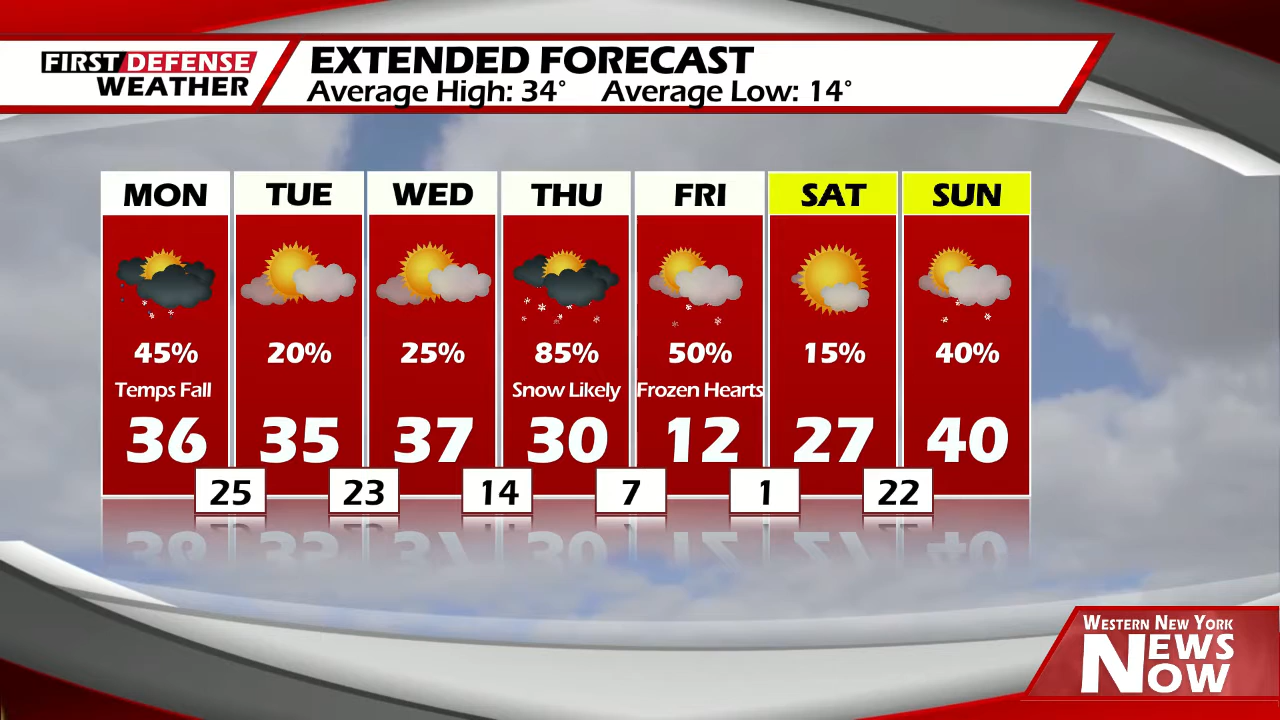 FIRST DEFENSE
WEATHER
EXTENDED FORECAST
Average High: 34° Average Low: 14°
MON TUE WED THU FRI SAT SUN
45% 20% 25% 85% 50% 15% 40%
Temps Fall Snow Likely Frozen Hearts
36 35 37 30 12 27 40
25 23 14 7 1 22
WESTERN NEW YORK
NEWS
NOW